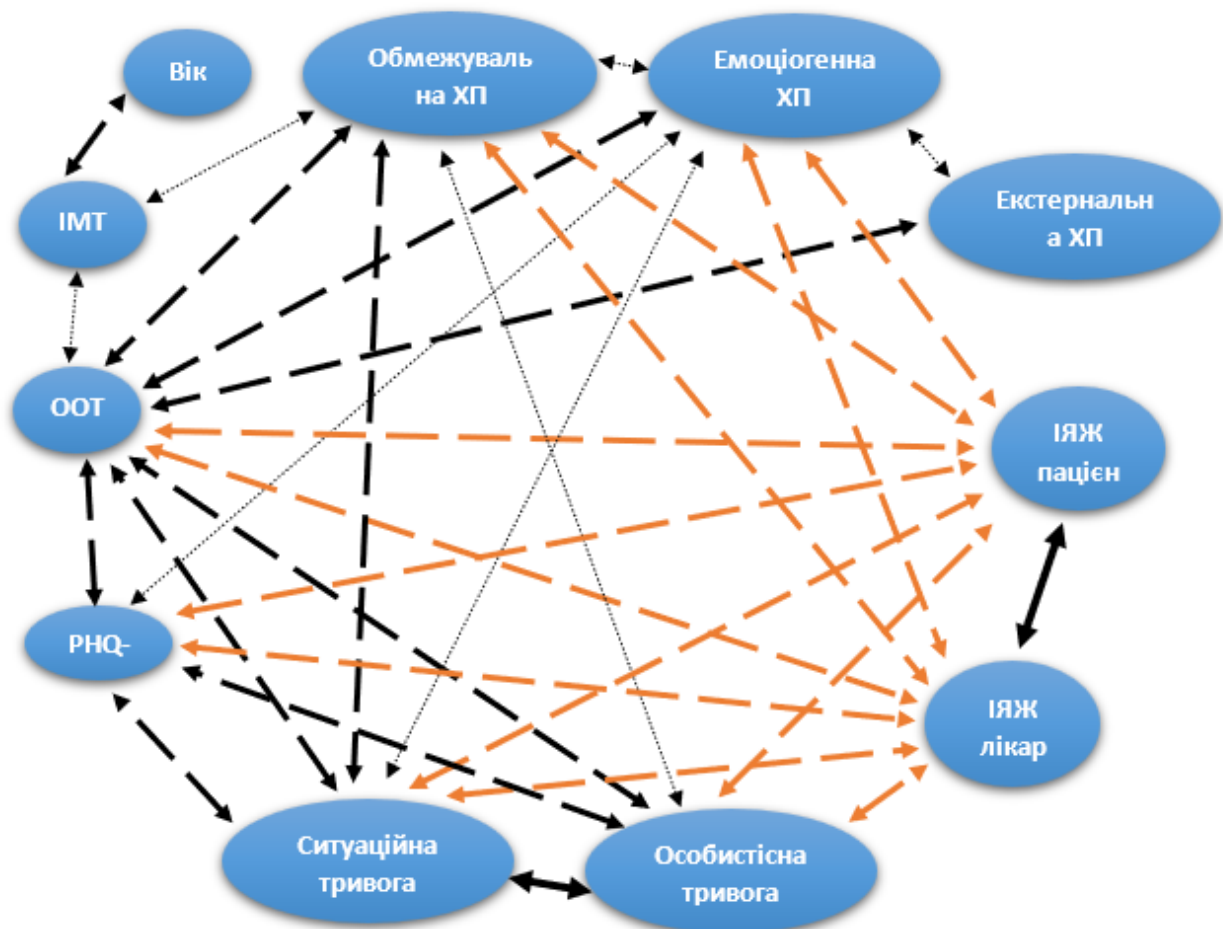 Вік
Обмежуваль
на ХП
Емоціогенна
ХП
Екстернальн
а ХП
ІМТ
ООТ
ІЯЖ
пацієн
PHQ-
ІЯЖ
лікар
Ситуаційна
тривога
Особистісна
тривога